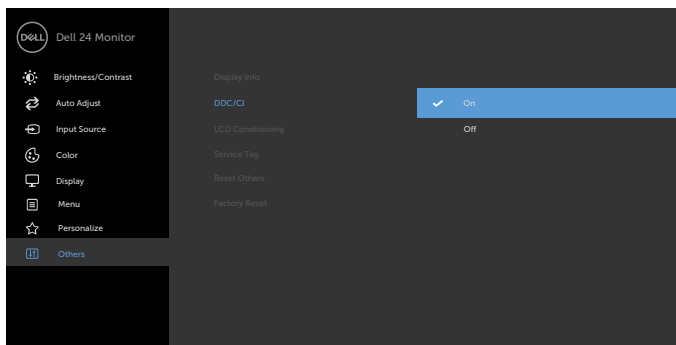 DELL Dell 24 Monitor
Brightness/Contrast Display Info
Auto Adjust DDC/CI On
Input Source LCD Conditioning Off
Color Service Tag
Display Reset Others
Menu Factory Reset
Personalize
Others